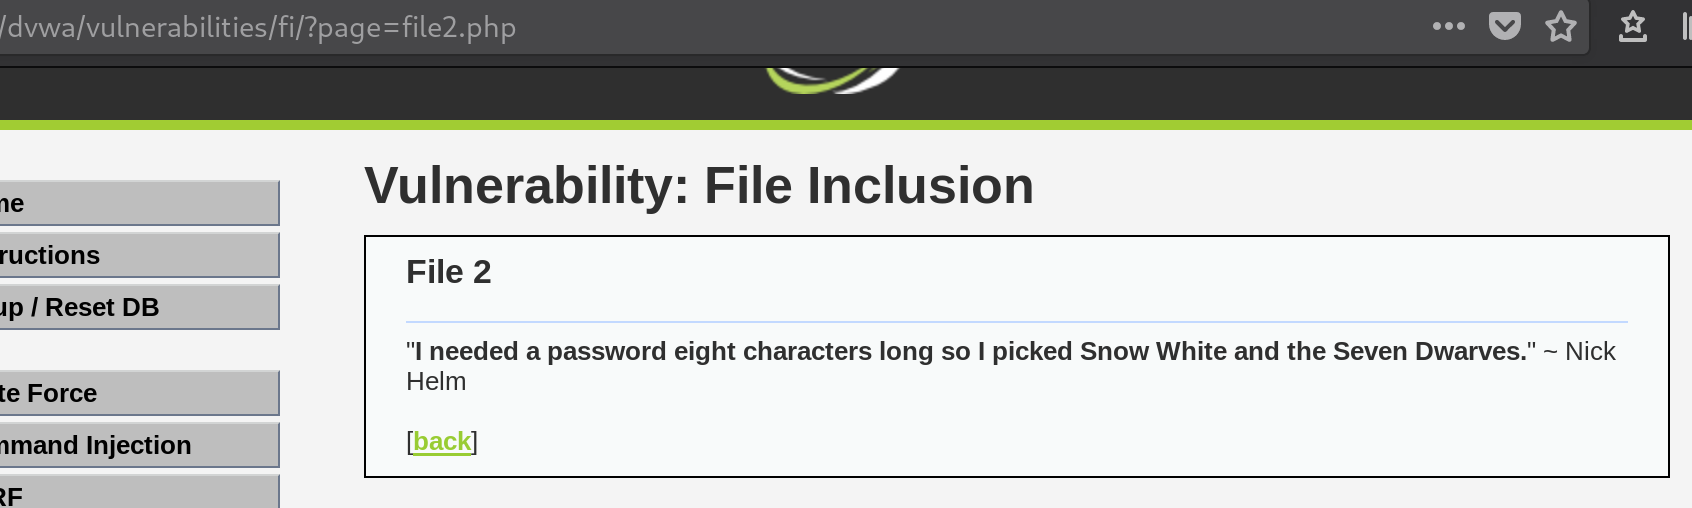 /dvwa/vulnerabilities/fi/?page=file2.php
Vulnerability: File Inclusion
me
ructions
up / Reset DB
te Force
mmand Injection
RF
File 2
"I needed a password eight characters long so I picked Snow White and the Seven Dwarves." ~ Nick
Helm
[back]